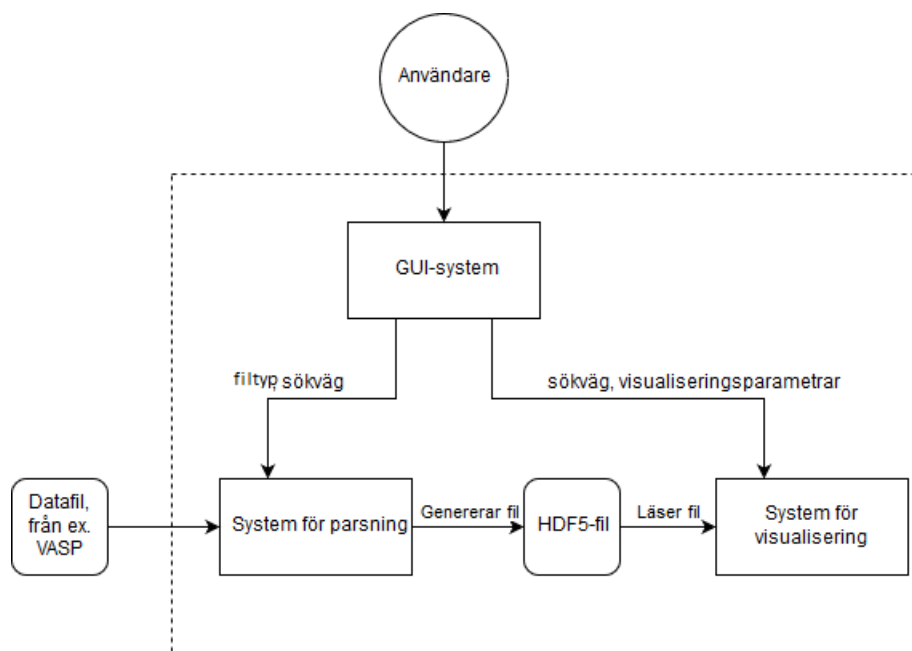 Användare
GUI-system
filtyp, sökväg
sökväg, visualiseringsparametrar
Datafil,
från ex.
VASP
System för parsning
Genererar fil
HDF5-fil
Läser fil
System för
visualisering